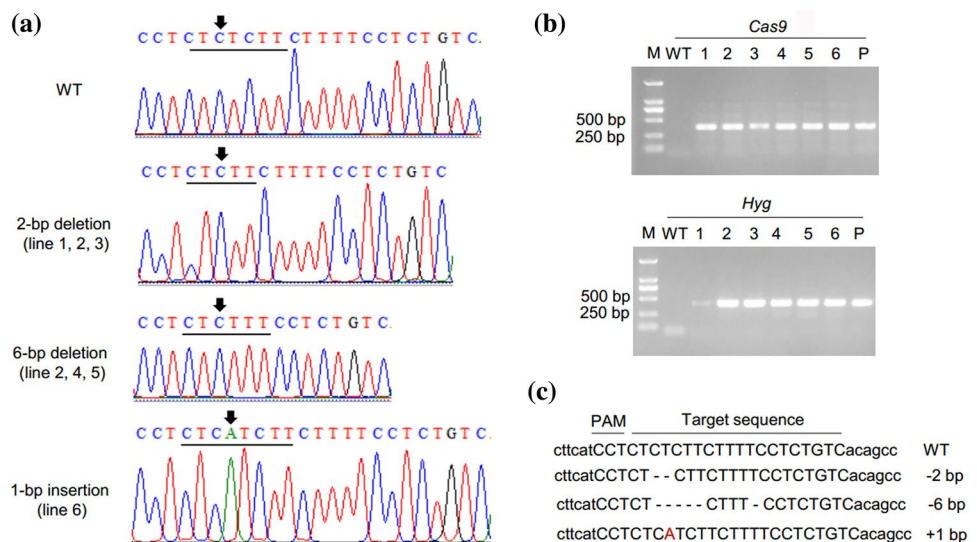 (a)
CCTCTCTCTTCTTTTCCTCTGTC.
WT
CCTCTCTTCTTTTCCTCTGTC
2-bp deletion
(line 1, 2, 3)
CCTCTCTTTCCTCTGTC.
6-bp deletion
(line 2, 4, 5)
CCTCTCATCTTCTTTTCCTCTGTC.
1-bp insertion
(line 6)
(b)
Cas9
M WT 1 2 3 4 5 6 P
500 bp
250 bp
Hyg
M WT 1 2 3 4 5 6 P
500 bp
250 bp
(c)
PAM Target sequence
cttcatCCTCTCTCTTCTTTTCCTCTGTCacagcc WT
cttcatCCTCT--CTTCTTTTCCTCTGTCacagcc -2 bp
cttcatCCTCT-----CTTT-CCTCTGTCacagcc -6 bp
cttcatCCTCTCATCTTCTTTTCCTCTGTCacagcc +1 bp